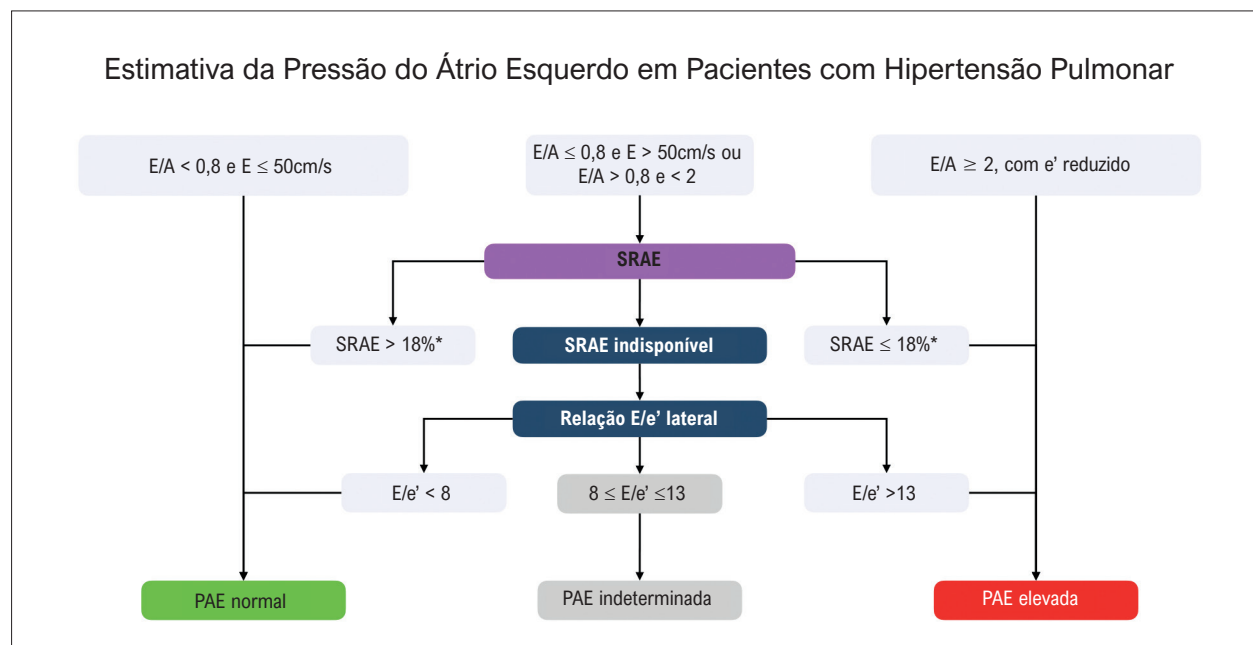 Estimativa da Pressão do Átrio Esquerdo em Pacientes com Hipertensão Pulmonar
E/A < 0,8 e E ≤ 50cm/s
E/A ≤ 0,8 e E > 50cm/s ou
E/A > 0,8 e < 2
E/A ≥ 2, com e’ reduzido
SRAE
SRAE > 18%*
SRAE indisponível
SRAE ≤ 18%*
Relação E/e’ lateral
E/e’ < 8
8 ≤ E/e’ ≤13
E/e’ >13
PAE normal
PAE indeterminada
PAE elevada